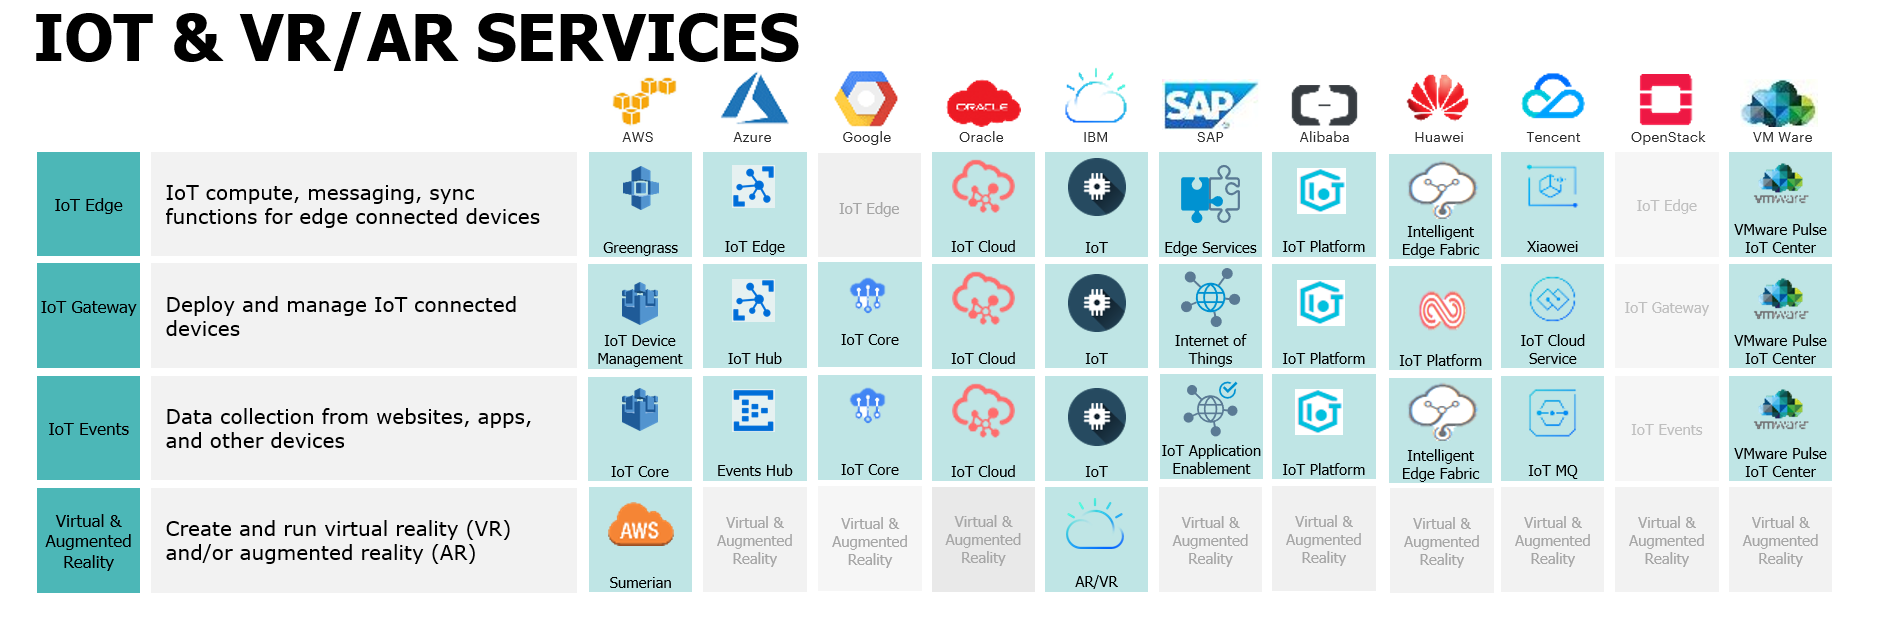 IOT & VR/AR SERVICES
ORACLE
SAP
AWS
Azure
Google
Oracle
IBM
SAP
Alibaba
Huawei
Tencent
OpenStack
VM Ware
IoT Edge
IoT compute, messaging, sync
functions for edge connected devices
Greengrass
IoT Edge
IoT Edge
IoT Cloud
IoT
Edge Services
IoT
IoT Platform
Intelligent
Edge Fabric
Xiaowei
IoT Edge
vmware
VMware Pulse
IoT Center
IoT Gateway
Deploy and manage IoT connected
devices
IoT Device
Management
IoT Hub
IoT Core
IoT Cloud
IoT
Internet of
Things
IoT
IoT Platform
IoT Platform
IoT Cloud
Service
IoT Gateway
vmware
VMware Pulse
IoT Center
IoT Events
Data collection from websites, apps,
and other devices
IoT Core
Events Hub
IoT Core
IoT Cloud
IoT
IoT Application
Enablement
IoT
IoT Platform
Intelligent
Edge Fabric
IoT MQ
IoT Events
vmware
VMware Pulse
IoT Center
Virtual &
Augmented
Reality
Create and run virtual reality (VR)
and/or augmented reality (AR)
AWS
Sumerian
Virtual &
Augmented
Reality
Virtual &
Augmented
Reality
Virtual &
Augmented
Reality
AR/VR
Virtual &
Augmented
Reality
Virtual &
Augmented
Reality
Virtual &
Augmented
Reality
Virtual &
Augmented
Reality
Virtual &
Augmented
Reality
Virtual &
Augmented
Reality